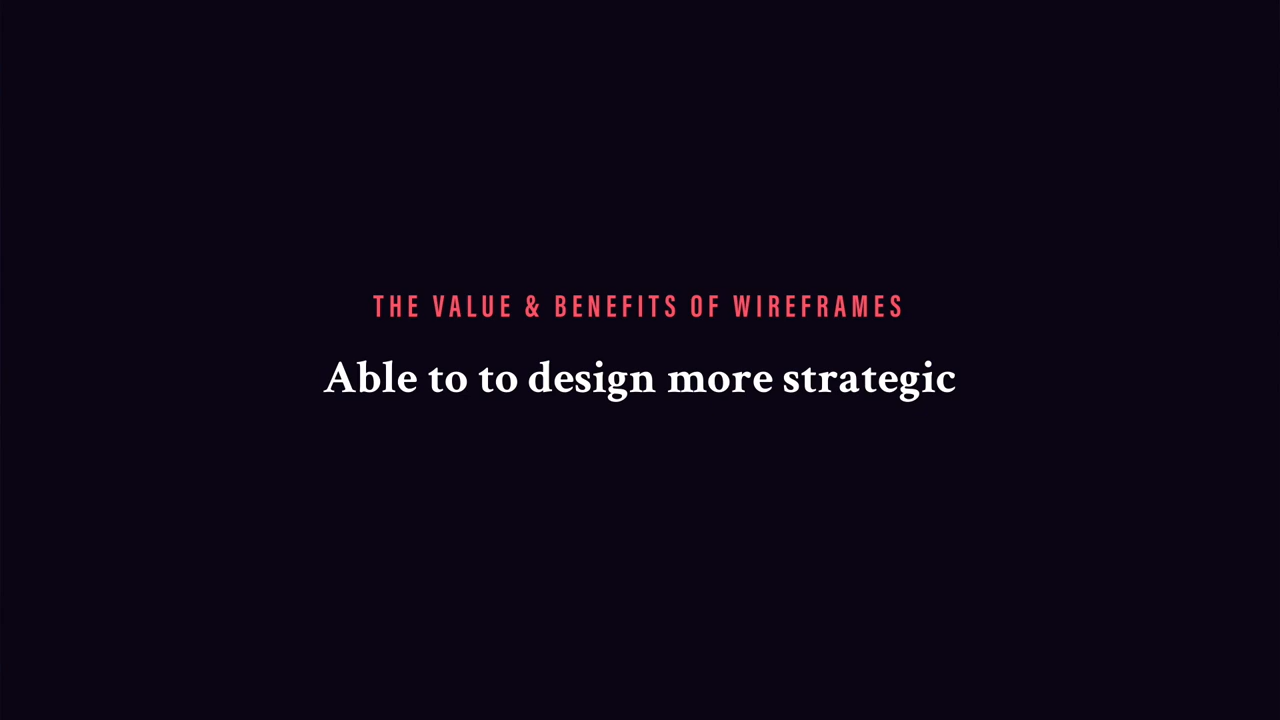 THE VALUE & BENEFITS OF WIREFRAMES
Able to to design more strategic